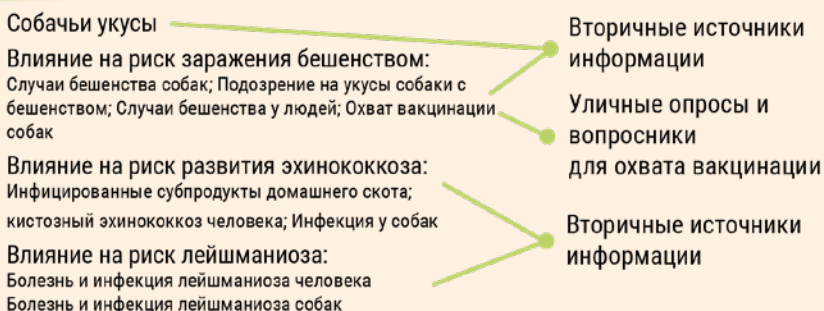 Собачьи укусы
Влияние на риск заражения бешенством:
Случаи бешенства собак; Подозрение на укусы собаки с
бешенством; Случаи бешенства у людей; Охват вакцинации
собак
Влияние на риск развития эхинококкоза:
Инфицированные субпродукты домашнего скота;
кистозный эхинококкоз человека; Инфекция у собак
Влияние на риск лейшманиоза:
Болезнь и инфекция лейшманиоза человека
Болезнь и инфекция лейшманиоза собак
Вторичные источники
информации
Уличные опросы и
вопросники
для охвата вакцинации
Вторичные источники
информации